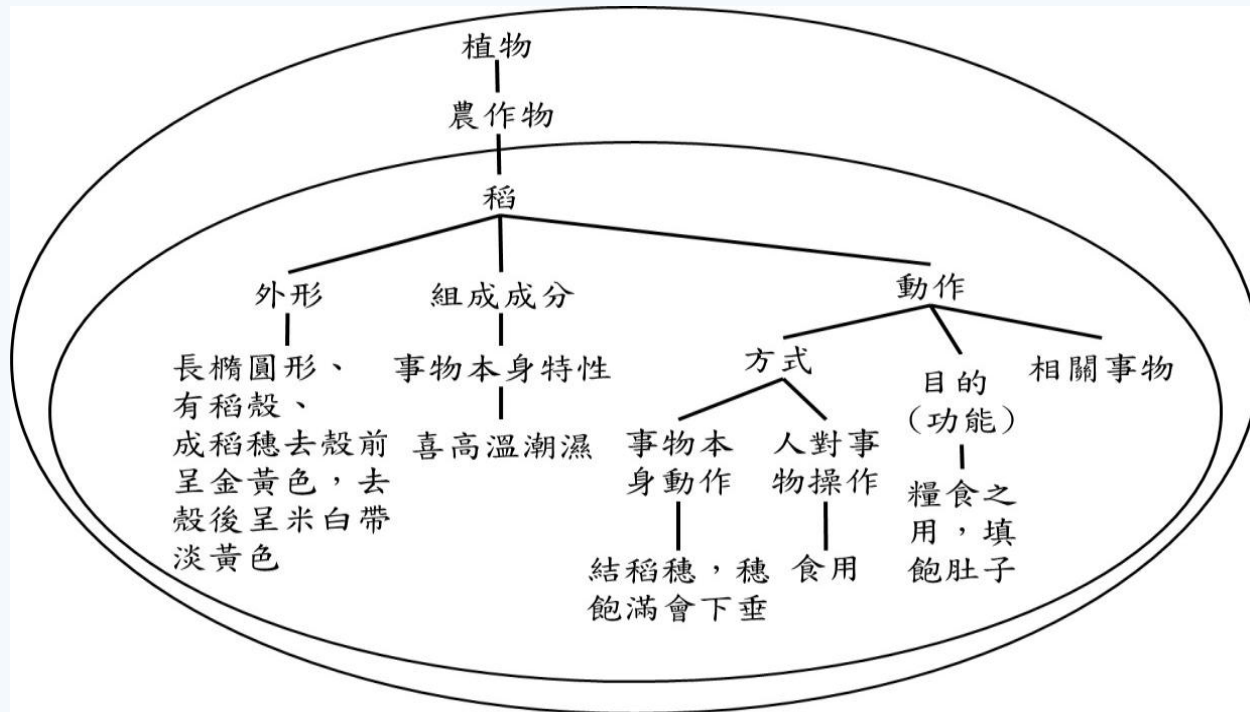 植物
農作物
稻
外形
組成成分
動作
長橢圓形、
有稻殼、
成稻穗去殼前
呈金黃色，去
殼後呈米白帶
淡黃色
事物本身特性
喜高溫潮濕
方式
事物本
身動作
結稻穗，穗
飽滿會下垂
人對事
物操作
食用
目的
（功能）
糧食之
用，填
飽肚子
相關事物